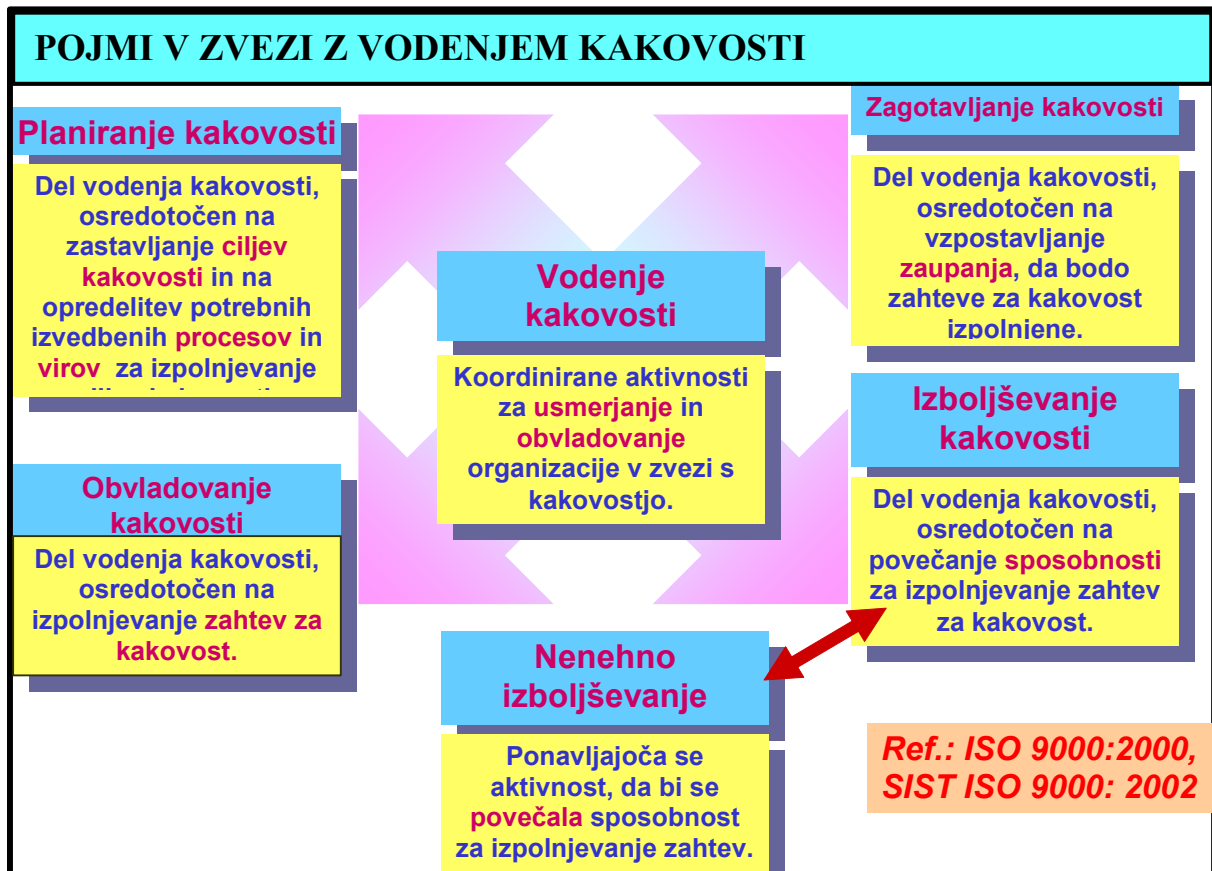 POJMI V ZVEZI Z VODENJEM KAKOVOSTI
Planiranje kakovosti
Del vodenja kakovosti,
osredotočen na
zastavljanje ciljev
kakovosti in na
opredelitev potrebnih
izvedbenih procesov in
virov za izpolnjevanje
Zagotavljanje kakovosti
Del vodenja kakovosti,
osredotočen na
vzpostavljanje
zaupanja, da bodo
zahteve za kakovost
izpolnjene.
Vodenje
kakovosti
Koordinirane aktivnosti
za usmerjanje in
obvladovanje
organizacije v zvezi s
kakovostjo.
Obvladovanje
kakovosti
Del vodenja kakovosti,
osredotočen na
izpolnjevanje zahtev za
kakovost.
Izboljševanje
kakovosti
Del vodenja kakovosti,
osredotočen na
povečanje sposobnosti
za izpolnjevanje zahtev
za kakovost.
Nenehno
izboljševanje
Ponavljajoča se
aktivnost, da bi se
povečala sposobnost
za izpolnjevanje zahtev.
Ref.: ISO 9000:2000,
SIST ISO 9000: 2002